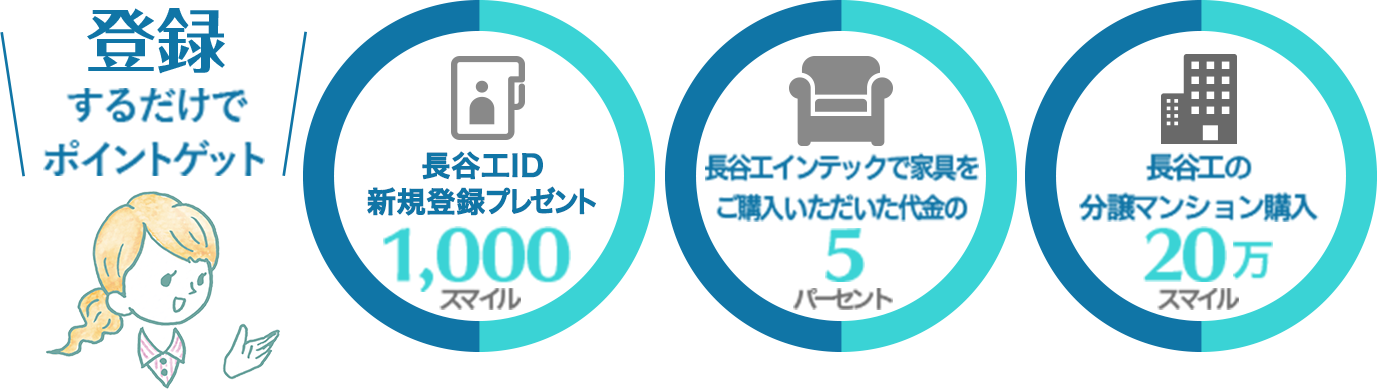 登録
するだけで
ポイントゲット
長谷工ID
新規登録プレゼント
1,000
スマイル
長谷工インテックで家具を
ご購入いただいた代金の
5
パーセント
長谷工の
分譲マンション購入
20万
スマイル